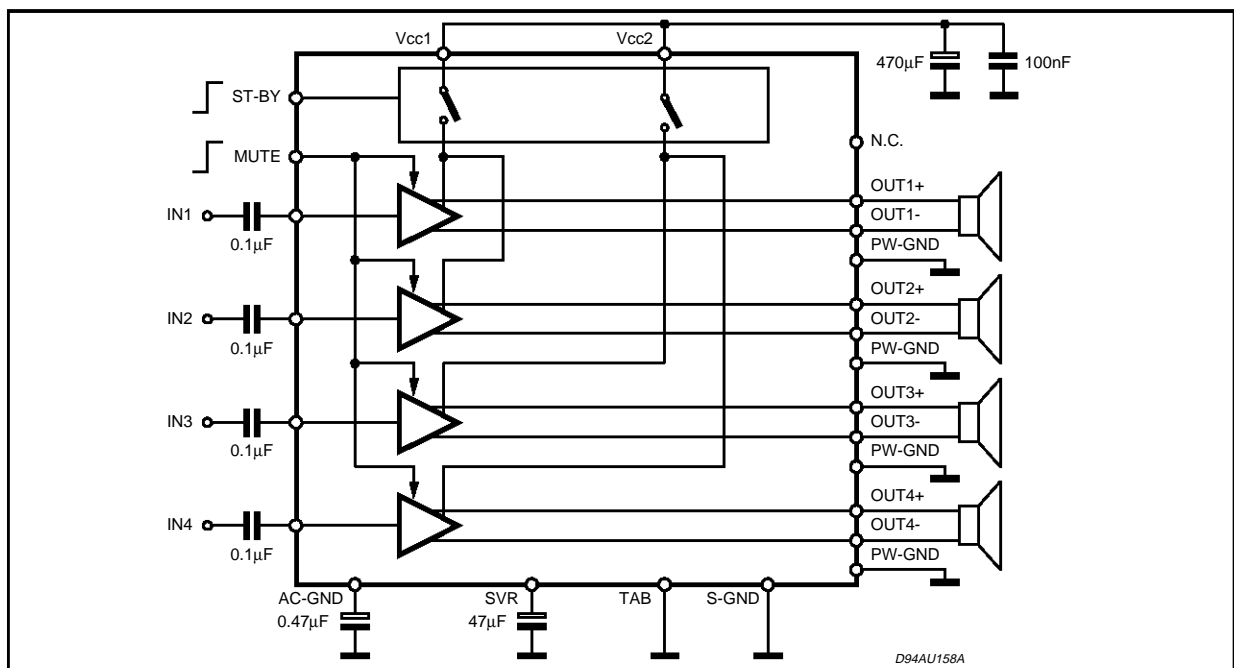 Vcc1
Vcc2
470μF
100nF
ST-BY
MUTE
N.C.
IN1
0.1μF
OUT1+
OUT1-
PW-GND
IN2
0.1μF
OUT2+
OUT2-
PW-GND
IN3
0.1μF
OUT3+
OUT3-
PW-GND
IN4
0.1μF
OUT4+
OUT4-
PW-GND
AC-GND
0.47μF
SVR
47μF
TAB
S-GND
D94AU158A